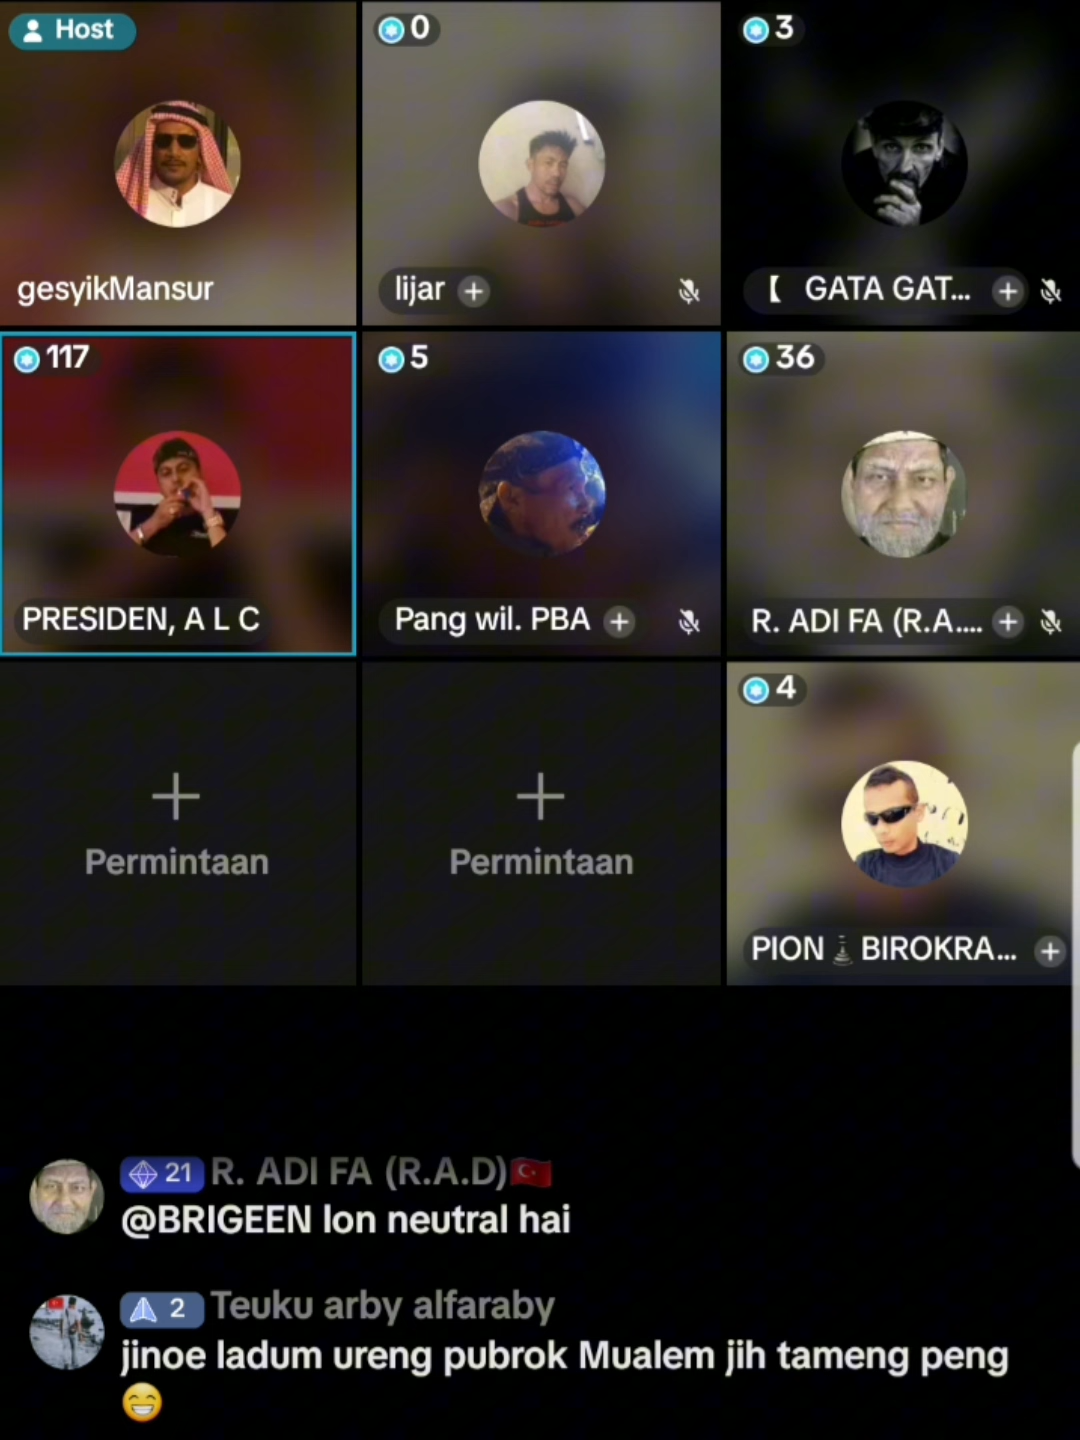 Host
0
3
gesyikMansur
lijar
【 GATA GAT...
117
5
36
PRESIDEN, A L C
Pang wil. PBA
R. ADI FA (R.A....
4
Permintaan
Permintaan
PION BIROKRA...
21 R. ADI FA (R.A.D)🇹🇷
@BRIGEEN lon neutral hai
2 Teuku arby alfaraby
jinoe ladum ureng pubrok Mualem jih tameng peng
😁